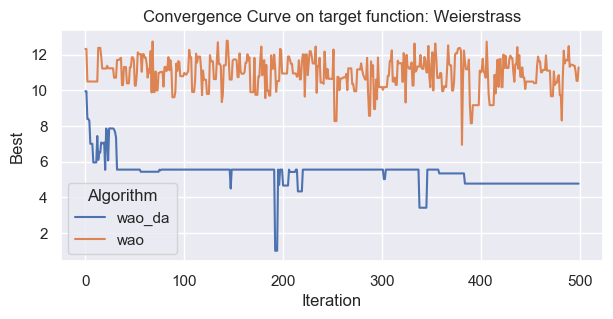 Convergence Curve on target function: Weierstrass
Best
12
10
8
6
4
2
Algorithm
wao_da
wao
0
100
200
300
400
500
Iteration